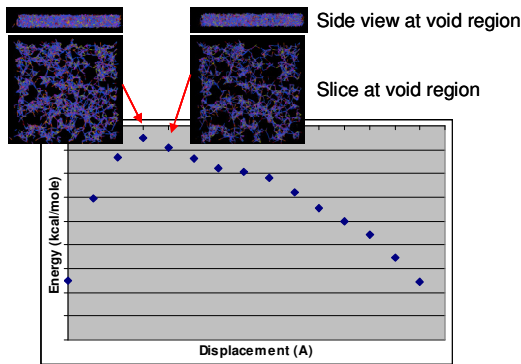 Side view at void region
Slice at void region
Energy (kcal/mole)
Displacement (A)